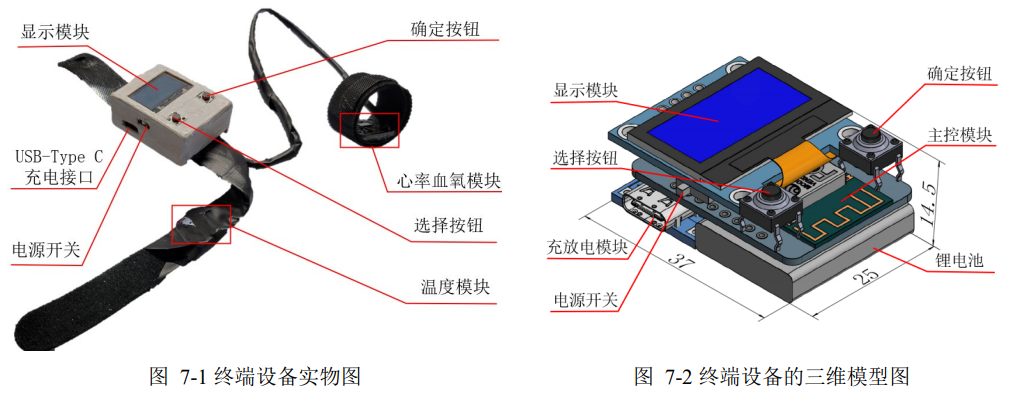 显示模块
确定按钮
USB-Type C
充电接口
心率血氧模块
选择按钮
电源开关
温度模块
图 7-1 终端设备实物图
显示模块
确定按钮
主控模块
选择按钮
14.5
充放电模块
37
25
锂电池
电源开关
图 7-2 终端设备的三维模型图